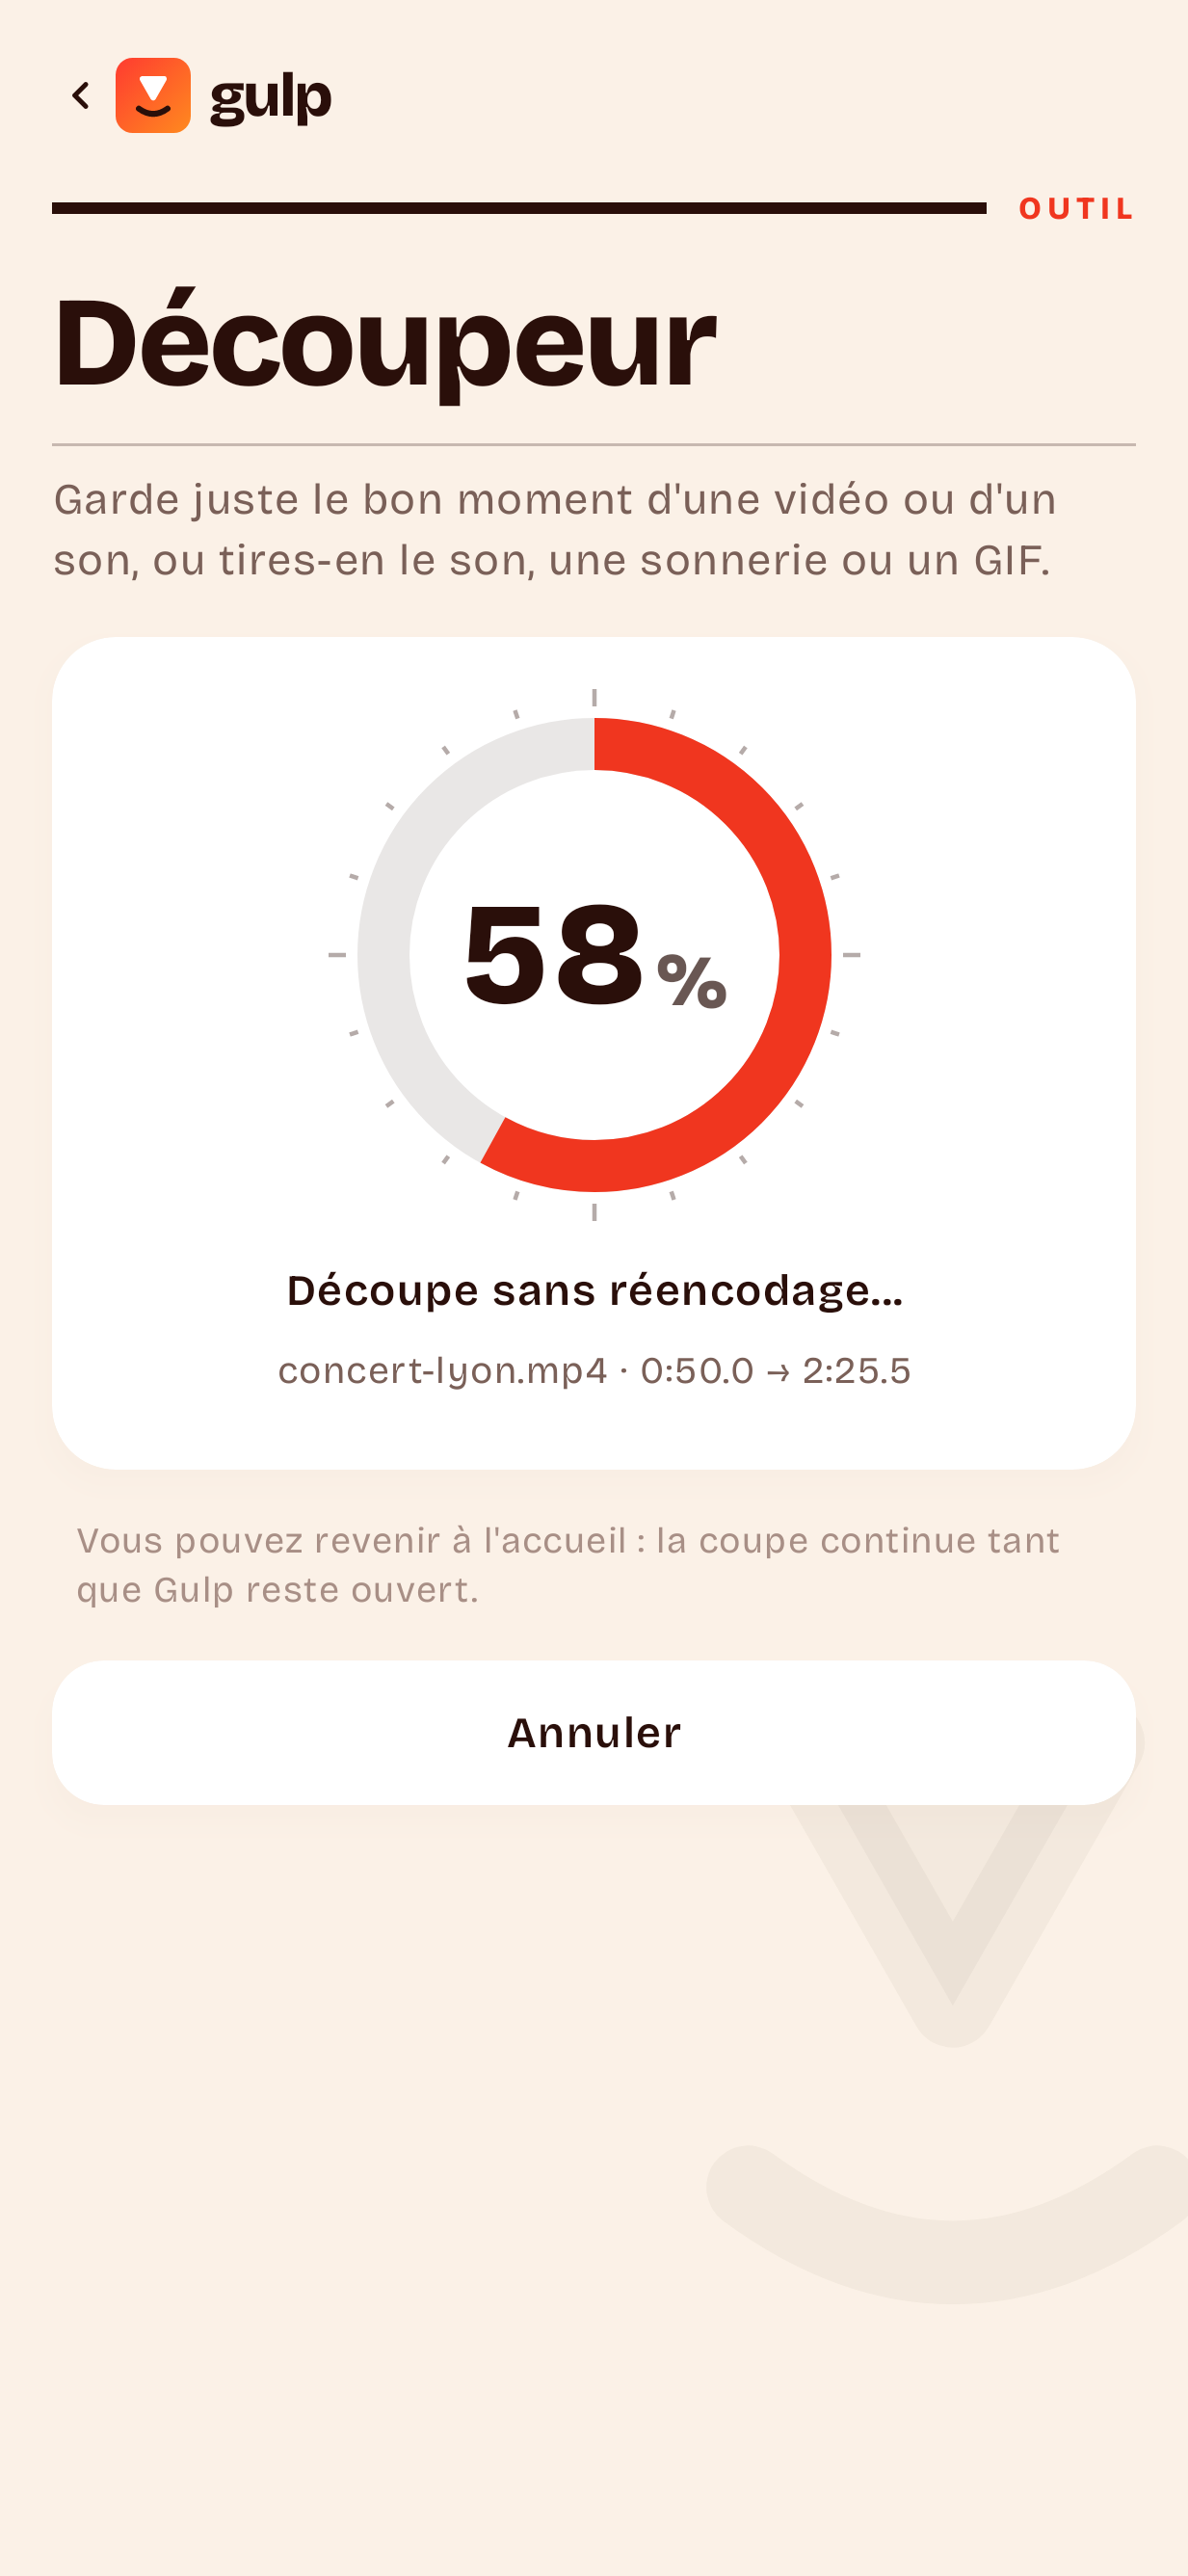 gulp
OUTIL
Découpeur
Garde juste le bon moment d'une vidéo ou d'un
son, ou tires-en le son, une sonnerie ou un GIF.
58%
Découpe sans réencodage...
concert-lyon.mp4 · 0:50.0 → 2:25.5
Vous pouvez revenir à l'accueil : la coupe continue tant
que Gulp reste ouvert.
Annuler